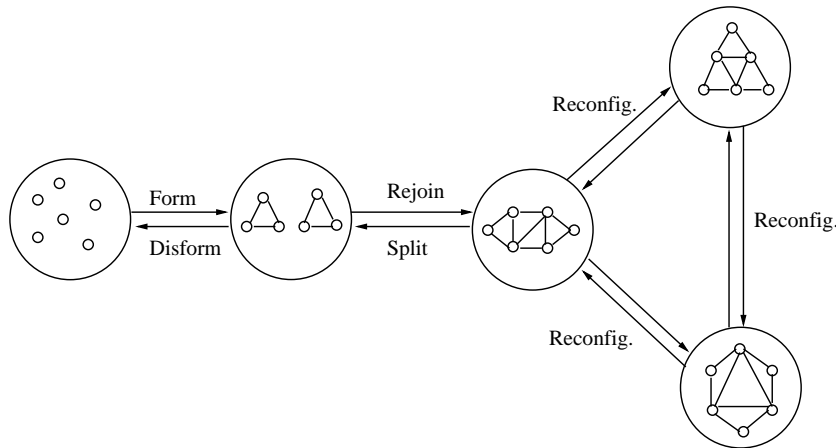 Form
Disform
Rejoin
Split
Reconfig.
Reconfig.
Reconfig.